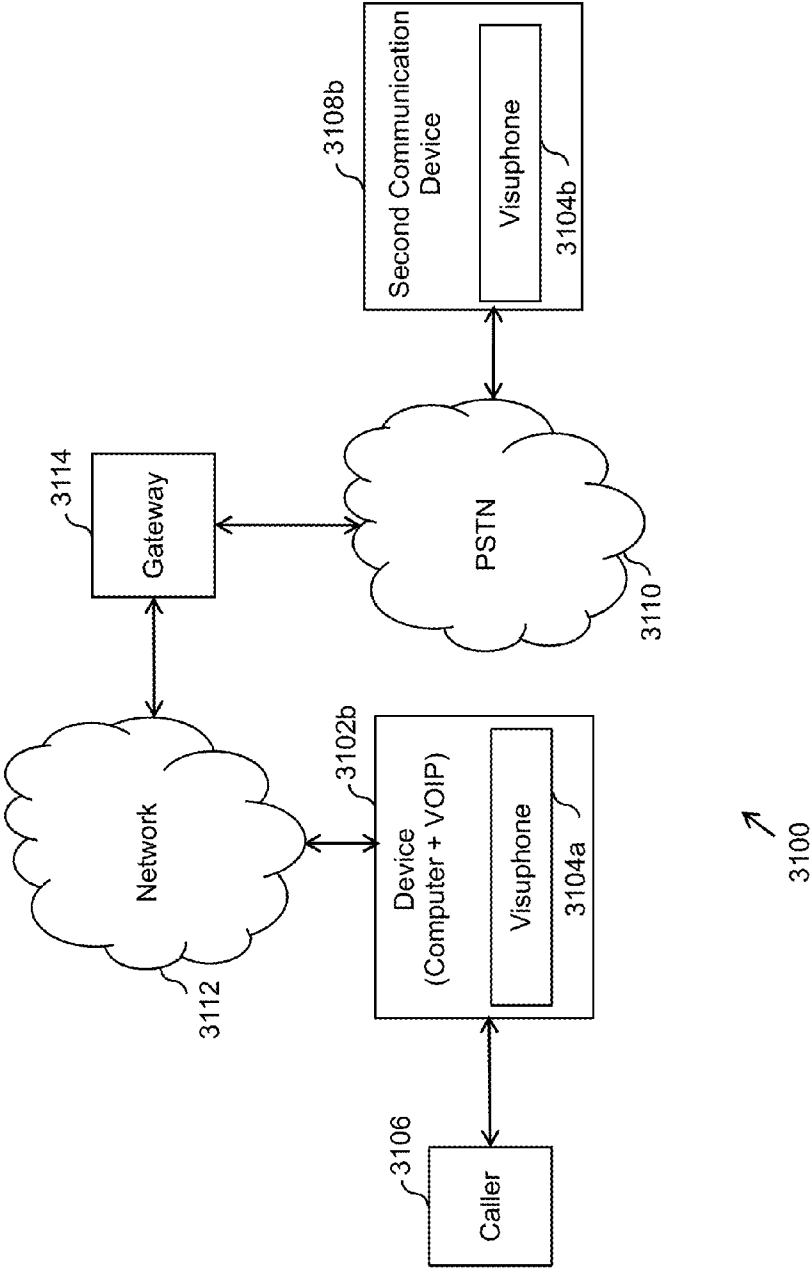 3112
Network
Gateway
3114
3106
Caller
3102b
Device
(Computer + VOIP)
Visuphone
3104a
PSTN
3110
3108b
Second Communication
Device
Visuphone
3104b
3100